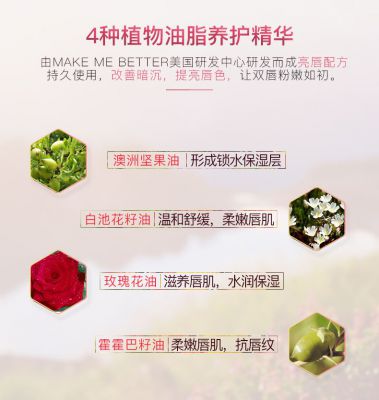 4种植物油脂养护精华
由MAKE ME BETTER美国研发中心研发而成亮唇配方
持久使用，改善暗沉，提亮唇色，让双唇粉嫩如初。
澳洲坚果油 形成锁水保湿层
白池花籽油 温和舒缓，柔嫩唇肌
玫瑰花油 滋养唇肌，水润保湿
霍霍巴籽油 柔嫩唇肌，抗唇纹